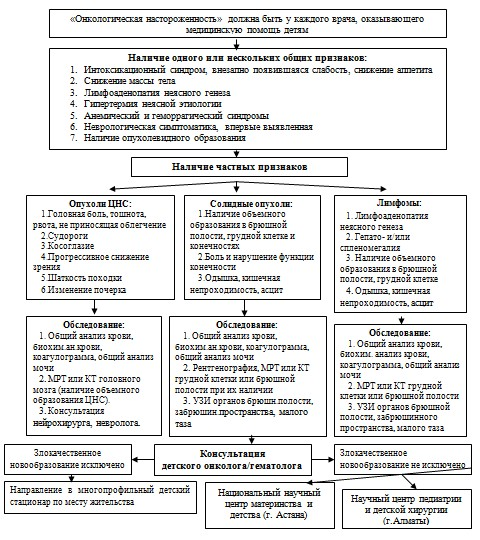 «Онкологическая настороженность» должна быть у каждого врача, оказывающего
медицинскую помощь детям
Наличие одного или нескольких общих признаков:
1. Интоксикационный синдром, внезапно появившаяся слабость, снижение аппетита
2. Снижение массы тела
3. Лимфоаденопатия неясного генеза
4. Гипертермия неясной этиологии
5. Анемический и геморрагический синдромы
6. Неврологическая симптоматика, впервые выявленная
7. Наличие опухолевидного образования
Наличие частных признаков
Опухоли ЦНС:
1.Головная боль, тошнота,
рвота, не приносящая облегчение
2.Судороги
3.Косоглазие
4.Прогрессивное снижение
зрения
5.Шаткость походки
6.Изменение почерка
Солидные опухоли:
1.Наличие объемного
образования в брюшной
полости, грудной клетке и
конечностях
2.Боль и нарушение функции
конечности
3.Одышка, кишечная
непроходимость, асцит
Лимфомы:
1. Лимфоаденопатия
неясного генеза
2. Гепато- и/или
спленомегалия
3. Наличие объемного
образования в брюшной
полости, грудной клетке
4. Одышка, кишечная
непроходимость, асцит
Обследование:
1. Общий анализ крови,
биохим.ан.крови,
коагулограмма, общий анализ
мочи
2. МРТ или КТ головного
мозга (наличие объемного
образования ЦНС).
3. Консультация
нейрохирурга, невролога.
Обследование:
1. Общий анализ крови,
биохим.ан.крови, коагулограмма,
общий анализ мочи
2. Рентгенография, МРТ или КТ
грудной клетки или брюшной
полости при их наличии
3. УЗИ органов брюшн.полости,
забрюшин.пространства, малого
таза
Обследование:
1. Общий анализ крови,
биохим. анализ крови,
коагулограмма, общий анализ
мочи
2. МРТ или КТ грудной
клетки или брюшной полости
3. УЗИ органов брюшной
полости, забрюшинного
пространства, малого таза
Злокачественное
новообразование исключено
Консультация
детского онколога/гематолога
Злокачественное
новообразование не исключено
Направление в многопрофильный детский
стационар по месту жительства
Национальный научный
центр материнства и
детства (г. Астана)
Научный центр педиатрии
и детской хирургии
(г.Алматы)